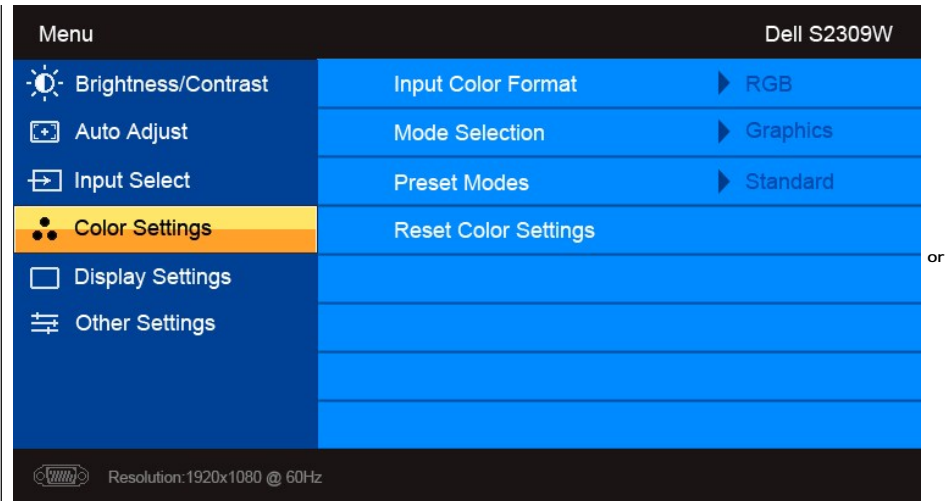 Menu Dell S2309W
Brightness/Contrast Input Color Format RGB
Auto Adjust Mode Selection Graphics
Input Select Preset Modes Standard
Color Settings Reset Color Settings
or
Display Settings
Other Settings
Resolution:1920x1080 @ 60Hz